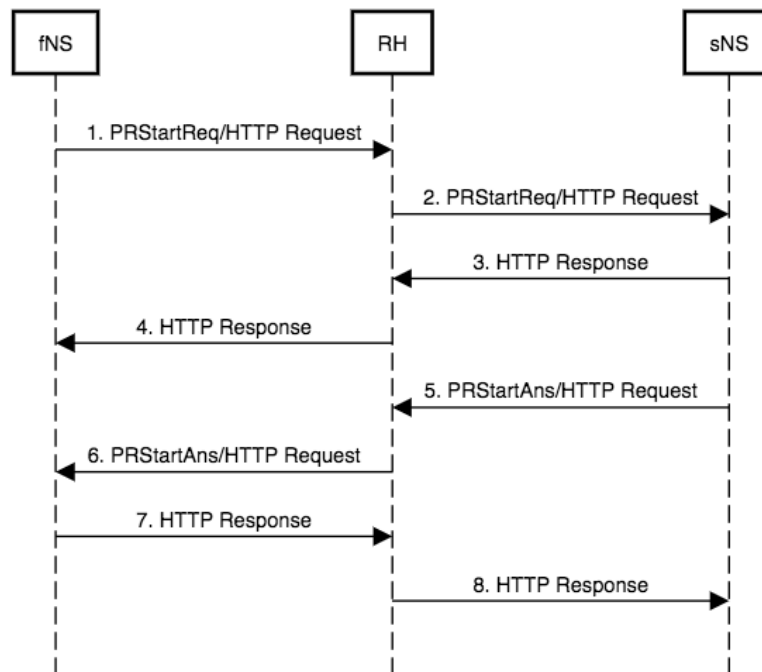 fNS
RH
sNS
1. PRStartReq/HTTP Request
2. PRStartReq/HTTP Request
3. HTTP Response
4. HTTP Response
5. PRStartAns/HTTP Request
6. PRStartAns/HTTP Request
7. HTTP Response
8. HTTP Response